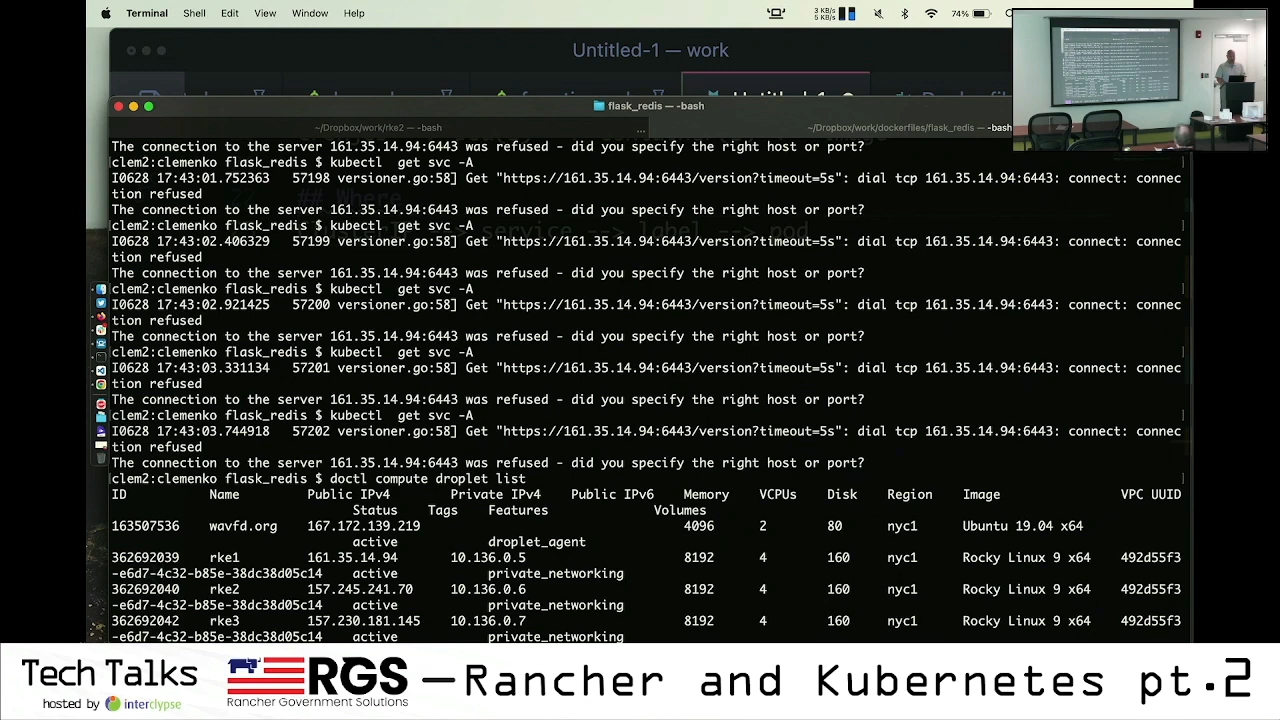 Terminal Shell Edit View Window Help
3 KB/s
5 KB/s
74%
Untitled-1 — work
flask_redis — -bash
~/Dropbox/work/rke2 — -bash
...
~/Dropbox/work/dockerfiles/flask_redis — -bash
The connection to the server 161.35.14.94:6443 was refused - did you specify the right host or port?
clem2:clemenko flask_redis $ kubectl  get svc -A
I0628 17:43:01.752363   57198 versioner.go:58] Get "https://161.35.14.94:6443/version?timeout=5s": dial tcp 161.35.14.94:6443: connect: connec
tion refused
## Where
The connection to the server 161.35.14.94:6443 was refused - did you specify the right host or port?
clem2:clemenko flask_redis $ kubectl  get svc -A
service --> label --> pod
I0628 17:43:02.406329   57199 versioner.go:58] Get "https://161.35.14.94:6443/version?timeout=5s": dial tcp 161.35.14.94:6443: connect: connec
tion refused
The connection to the server 161.35.14.94:6443 was refused - did you specify the right host or port?
clem2:clemenko flask_redis $ kubectl  get svc -A
I0628 17:43:02.921425   57200 versioner.go:58] Get "https://161.35.14.94:6443/version?timeout=5s": dial tcp 161.35.14.94:6443: connect: connec
tion refused
The connection to the server 161.35.14.94:6443 was refused - did you specify the right host or port?
clem2:clemenko flask_redis $ kubectl  get svc -A
I0628 17:43:03.331134   57201 versioner.go:58] Get "https://161.35.14.94:6443/version?timeout=5s": dial tcp 161.35.14.94:6443: connect: connec
tion refused
The connection to the server 161.35.14.94:6443 was refused - did you specify the right host or port?
clem2:clemenko flask_redis $ kubectl  get svc -A
I0628 17:43:03.744918   57202 versioner.go:58] Get "https://161.35.14.94:6443/version?timeout=5s": dial tcp 161.35.14.94:6443: connect: connec
tion refused
The connection to the server 161.35.14.94:6443 was refused - did you specify the right host or port?
clem2:clemenko flask_redis $ doctl compute droplet list
ID Name Public IPv4 Private IPv4 Public IPv6 Memory VCPUs Disk Region Image VPC UUID
Status Tags Features Volumes
163507536 wavfd.org 167.172.139.219 4096 2 80 nyc1 Ubuntu 19.04 x64
active droplet_agent
362692039 rke1 161.35.14.94 10.136.0.5 8192 4 160 nyc1 Rocky Linux 9 x64 492d55f3
-e6d7-4c32-b85e-38dc38d05c14 active private_networking
362692040 rke2 157.245.241.70 10.136.0.6 8192 4 160 nyc1 Rocky Linux 9 x64 492d55f3
-e6d7-4c32-b85e-38dc38d05c14 active private_networking
362692042 rke3 157.230.181.145 10.136.0.7 8192 4 160 nyc1 Rocky Linux 9 x64 492d55f3
-e6d7-4c32-b85e-38dc38d05c14 active private_networking
Tech Talks
hosted by interclypse
RGS
Rancher Government Solutions
—Rancher and Kubernetes pt.2